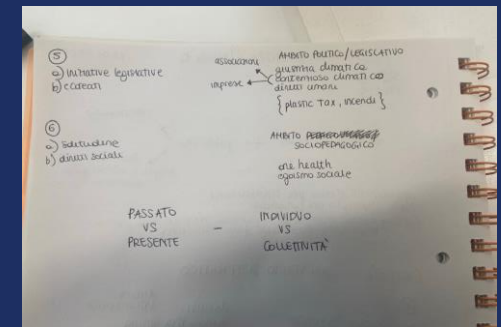 5
a) iniziative legislative
b) ecoreati
associazioni
imprese
AMBITO POLITICO/LEGISLATIVO
giustizia climatica
contenzioso climatico
diritti umani
{plastic tax, incendi}
6
a) solitudine
b) diritti sociali
AMBITO
SOCIOPEDAGOGICO
one health
egoismo sociale
PASSATO
VS
PRESENTE
-
INDIVIDUO
VS
COLLETTIVITÀ